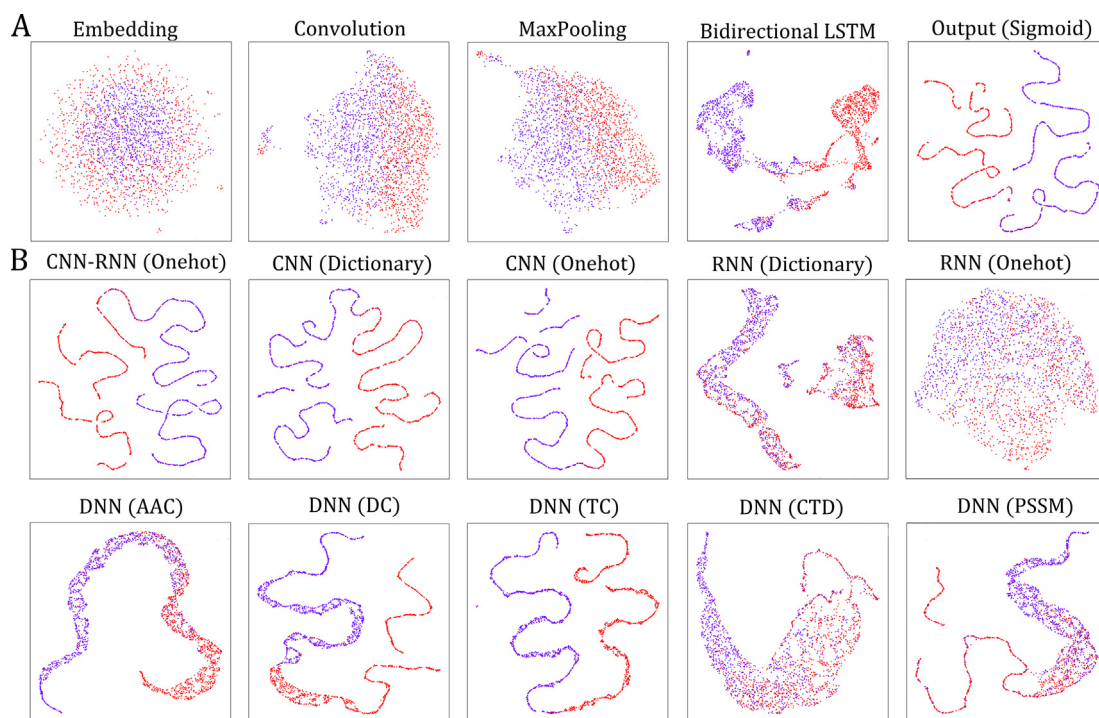 A
Embedding
Convolution
MaxPooling
Bidirectional LSTM
Output (Sigmoid)
B
CNN-RNN (Onehot)
CNN (Dictionary)
CNN (Onehot)
RNN (Dictionary)
RNN (Onehot)
DNN (AAC)
DNN (DC)
DNN (TC)
DNN (CTD)
DNN (PSSM)